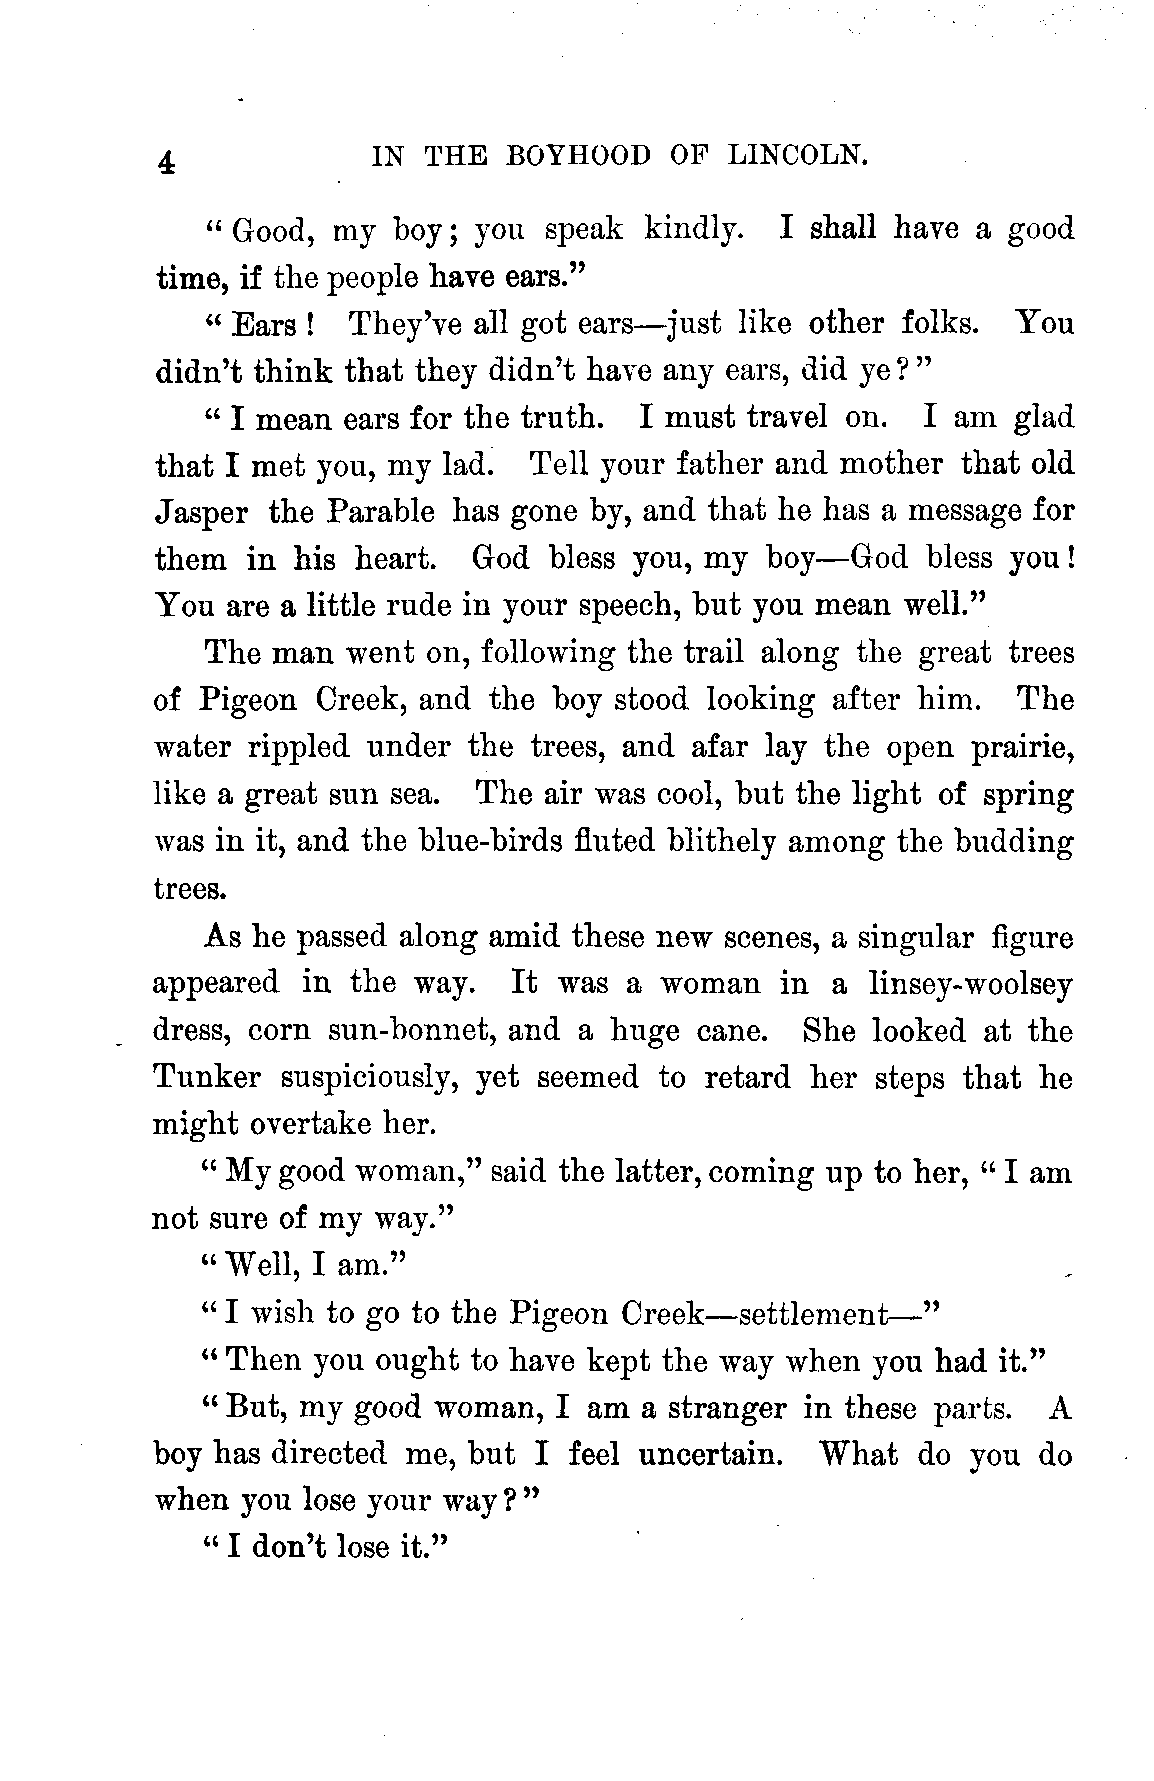 4 IN THE BOYHOOD OF LINCOLN.
“Good, my boy; you speak kindly. I shall have a good
time, if the people have ears.”
“Ears! They’ve all got ears—just like other folks. You
didn’t think that they didn’t have any ears, did ye?”
“I mean ears for the truth. I must travel on. I am glad
that I met you, my lad. Tell your father and mother that old
Jasper the Parable has gone by, and that he has a message for
them in his heart. God bless you, my boy—God bless you!
You are a little rude in your speech, but you mean well.”
The man went on, following the trail along the great trees
of Pigeon Creek, and the boy stood looking after him. The
water rippled under the trees, and afar lay the open prairie,
like a great sun sea. The air was cool, but the light of spring
was in it, and the blue-birds fluted blithely among the budding
trees.
As he passed along amid these new scenes, a singular figure
appeared in the way. It was a woman in a linsey-woolsey
dress, corn sun-bonnet, and a huge cane. She looked at the
Tunker suspiciously, yet seemed to retard her steps that he
might overtake her.
“My good woman,” said the latter, coming up to her, “I am
not sure of my way.”
“Well, I am.”
“I wish to go to the Pigeon Creek—settlement—”
“Then you ought to have kept the way when you had it.”
“But, my good woman, I am a stranger in these parts. A
boy has directed me, but I feel uncertain. What do you do
when you lose your way?”
“I don’t lose it.”